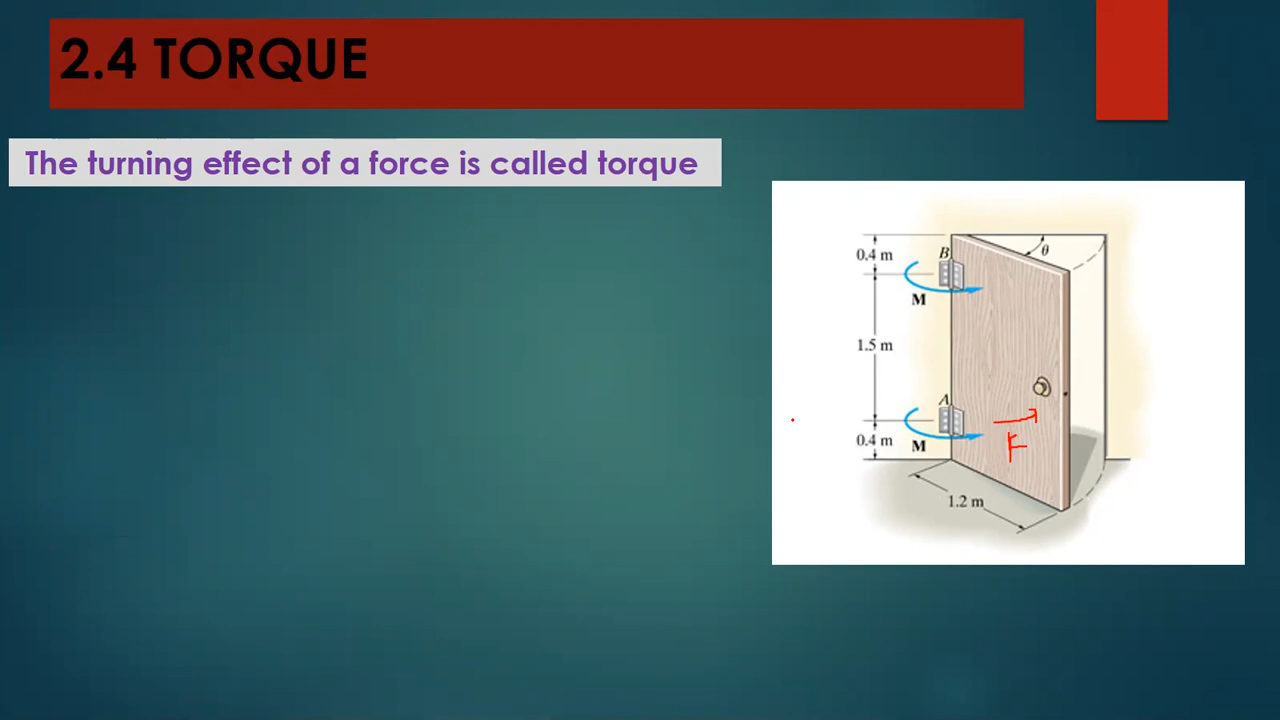 2.4 TORQUE
The turning effect of a force is called torque
0.4 m
B
θ
M
1.5 m
A
0.4 m
M
F
1.2 m